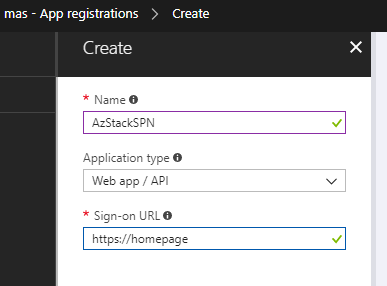 mas - App registrations > Create
Create
* Name
AzStackSPN
Application type
Web app / API
* Sign-on URL
https://homepage